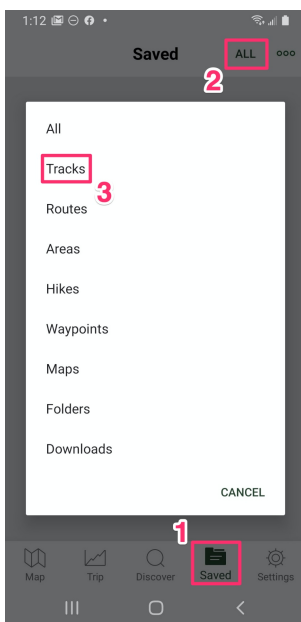 1:12
Saved ALL
2
All
Tracks
3
Routes
Areas
Hikes
Waypoints
Maps
Folders
Downloads
CANCEL
1
Map Trip Discover Saved Settings